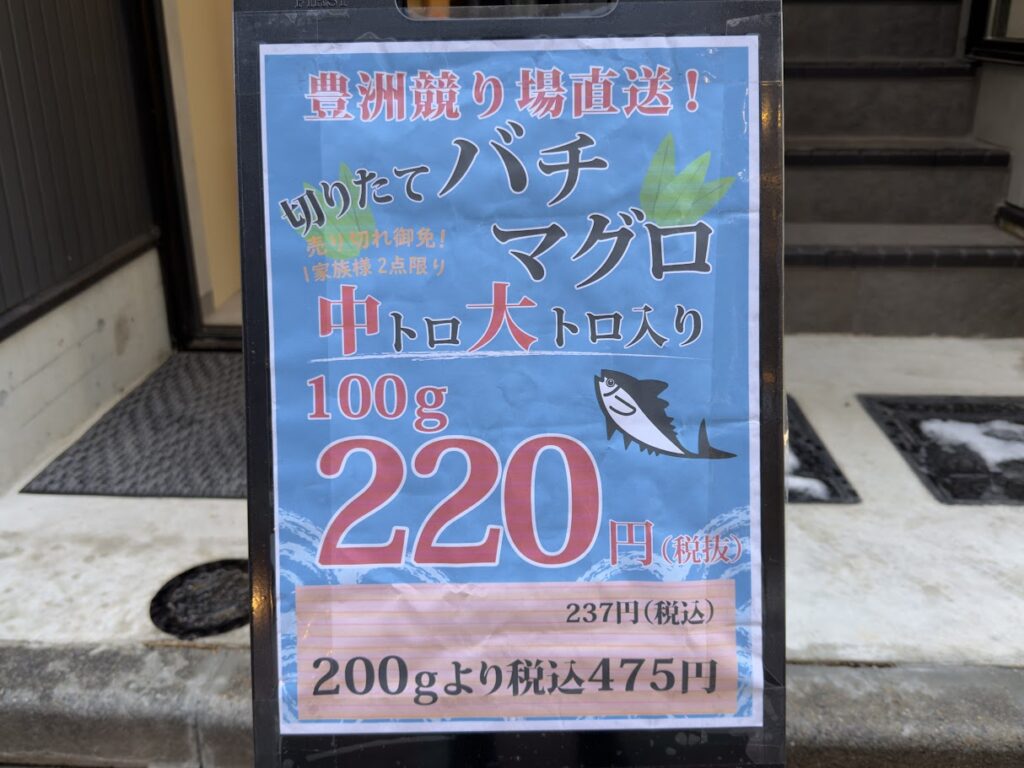 豊洲競り場直送!
切りたてバチ
マグロ
売り切れ御免!
1家族様2点限り
中トロ大トロ入り
100g
220円(税抜)
237円(税込)
200gより税込475円